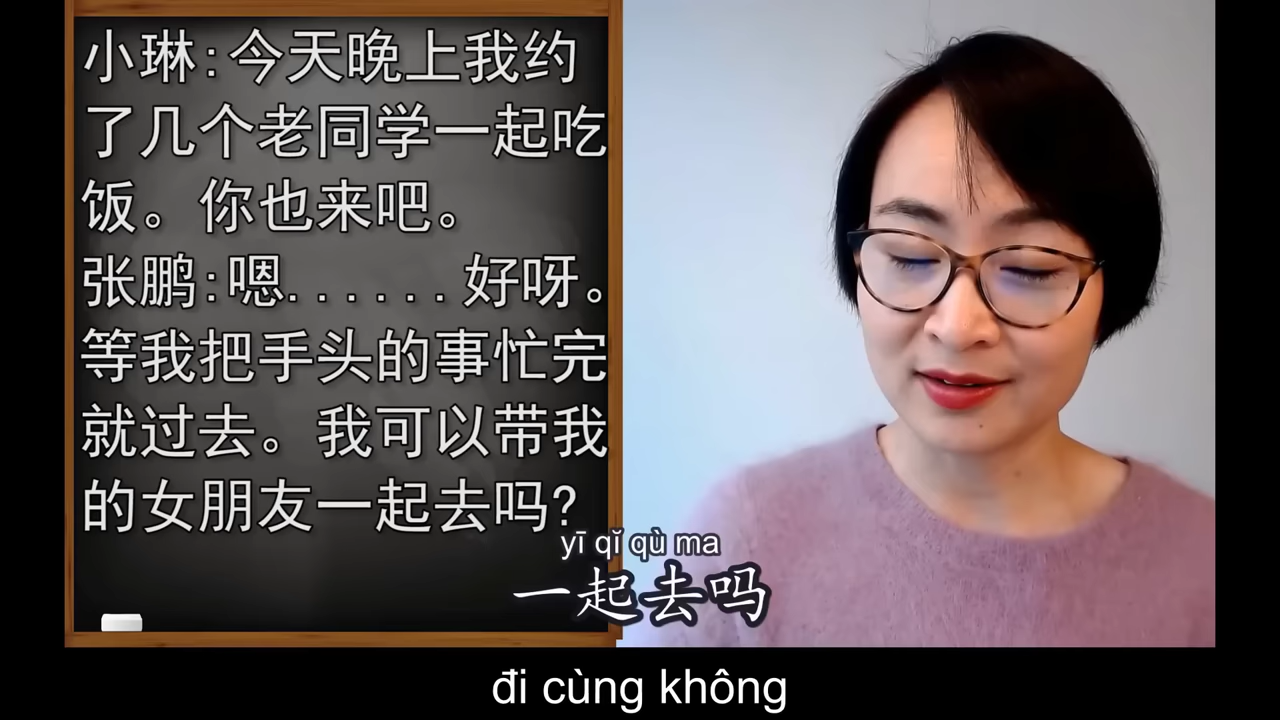 小琳:今天晚上我约
了几个老同学一起吃
饭。你也来吧。
张鹏:嗯......好呀。
等我把手头的事忙完
就过去。我可以带我
的女朋友一起去吗?
yī qǐ qù ma
一起去吗
đi cùng không